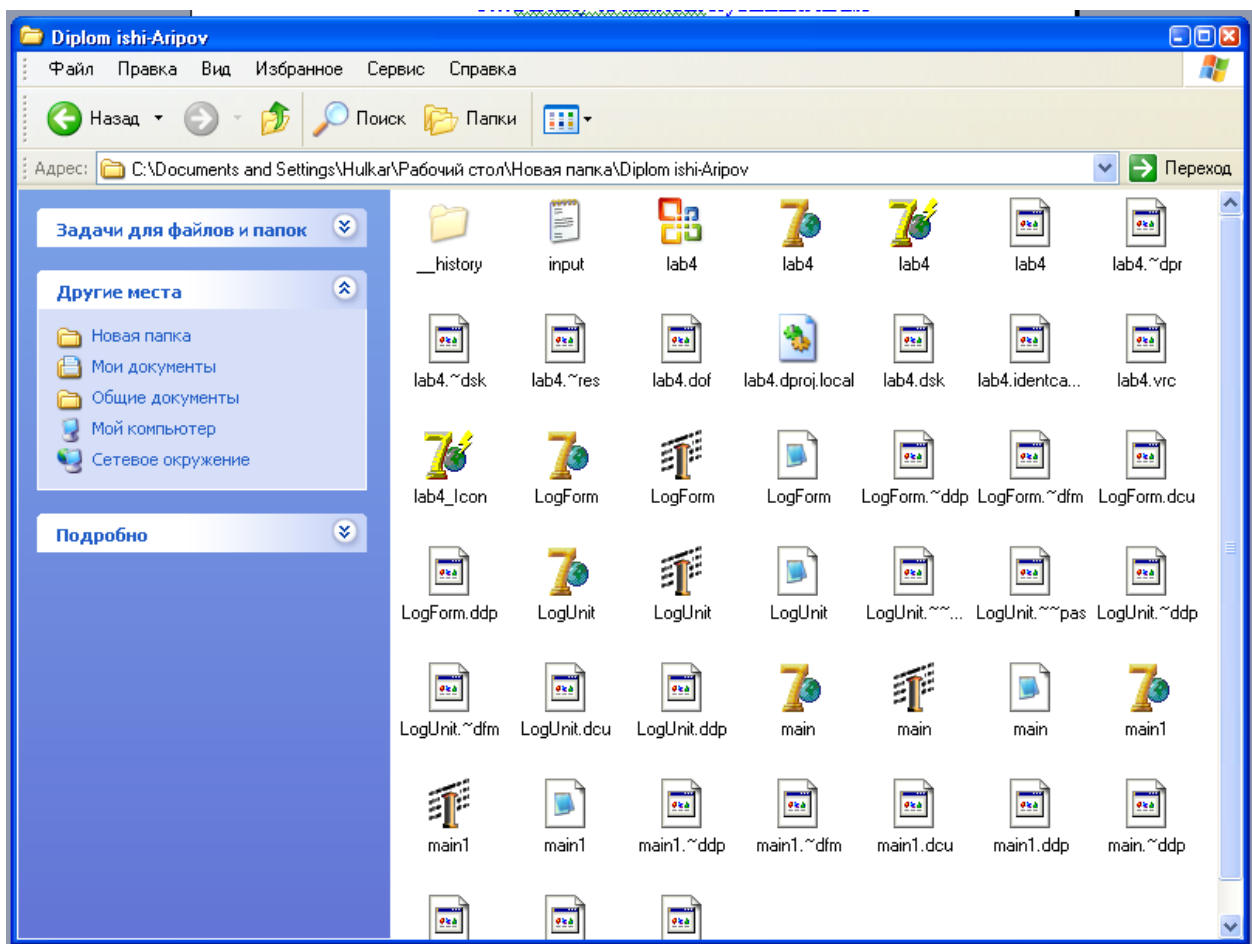 Diplom ishi-Aripov
Файл Правка Вид Избранное Сервис Справка
Назад Поиск Папки
Адрес: C:\Documents and Settings\Hulkar\Рабочий стол\Новая папка\Diplom ishi-Aripov Переход
Задачи для файлов и папок
Другие места
Новая папка
Мои документы
Общие документы
Мой компьютер
Сетевое окружение
Подробно
__history input lab4 lab4 lab4 lab4 lab4.~dpr
lab4.~dsk lab4.~res lab4.dof lab4.dproj.local lab4.dsk lab4.identca... lab4.vrc
lab4_Icon LogForm LogForm LogForm LogForm.~ddp LogForm.~dfm LogForm.dcu
LogForm.ddp LogUnit LogUnit LogUnit LogUnit.~~... LogUnit.~~pas LogUnit.~ddp
LogUnit.~dfm LogUnit.dcu LogUnit.ddp main main main main1
main1 main1 main1.~ddp main1.~dfm main1.dcu main1.ddp main.~ddp